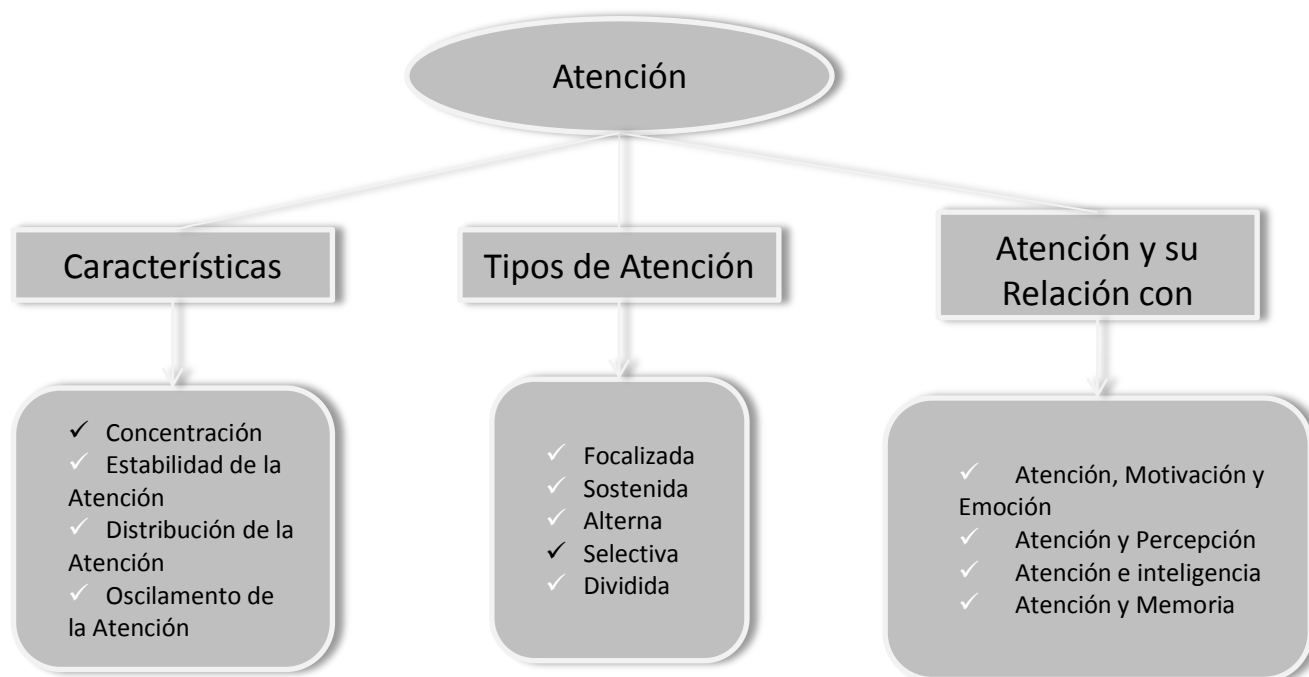 Atención
Características
Tipos de Atención
Atención y su
Relación con
✓ Concentración
✓ Estabilidad de la
Atención
✓ Distribución de la
Atención
✓ Oscilamento de
la Atención
✓ Focalizada
✓ Sostenida
✓ Alterna
✓ Selectiva
✓ Dividida
✓ Atención, Motivación y
Emoción
✓ Atención y Percepción
✓ Atención e inteligencia
✓ Atención y Memoria